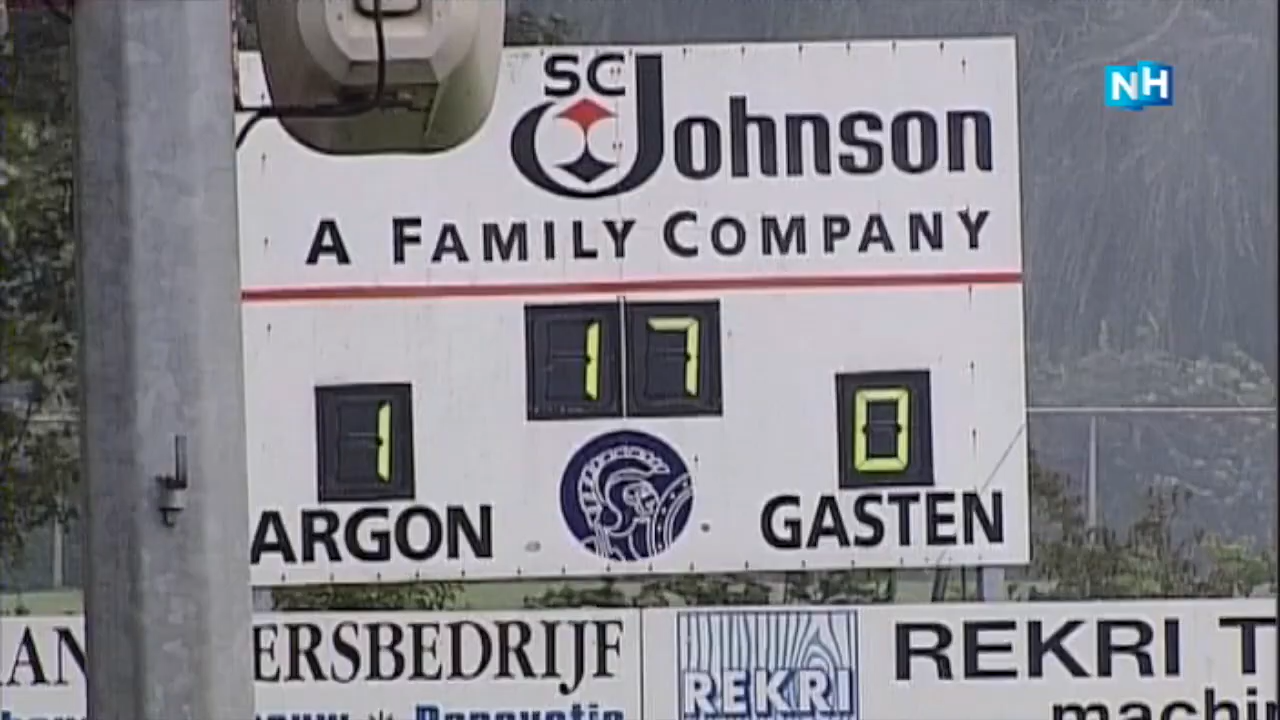 NH
SC Johnson
A FAMILY COMPANY
17
1
0
ARGON
GASTEN
ERSBEDRIJF
REKRI
REKRI T